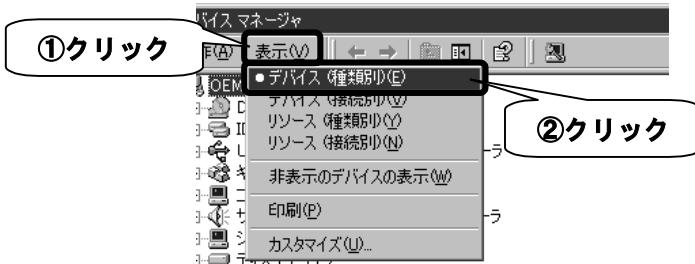 バイス マネージャ
①クリック
作(A) 表示(V)
OEM
デバイス (種類別)(E)
デバイス (接続別)(V)
リソース (種類別)(Y)
リソース (接続別)(N)
②クリック
非表示のデバイスの表示(W)
印刷(P)
カスタマイズ(U)...